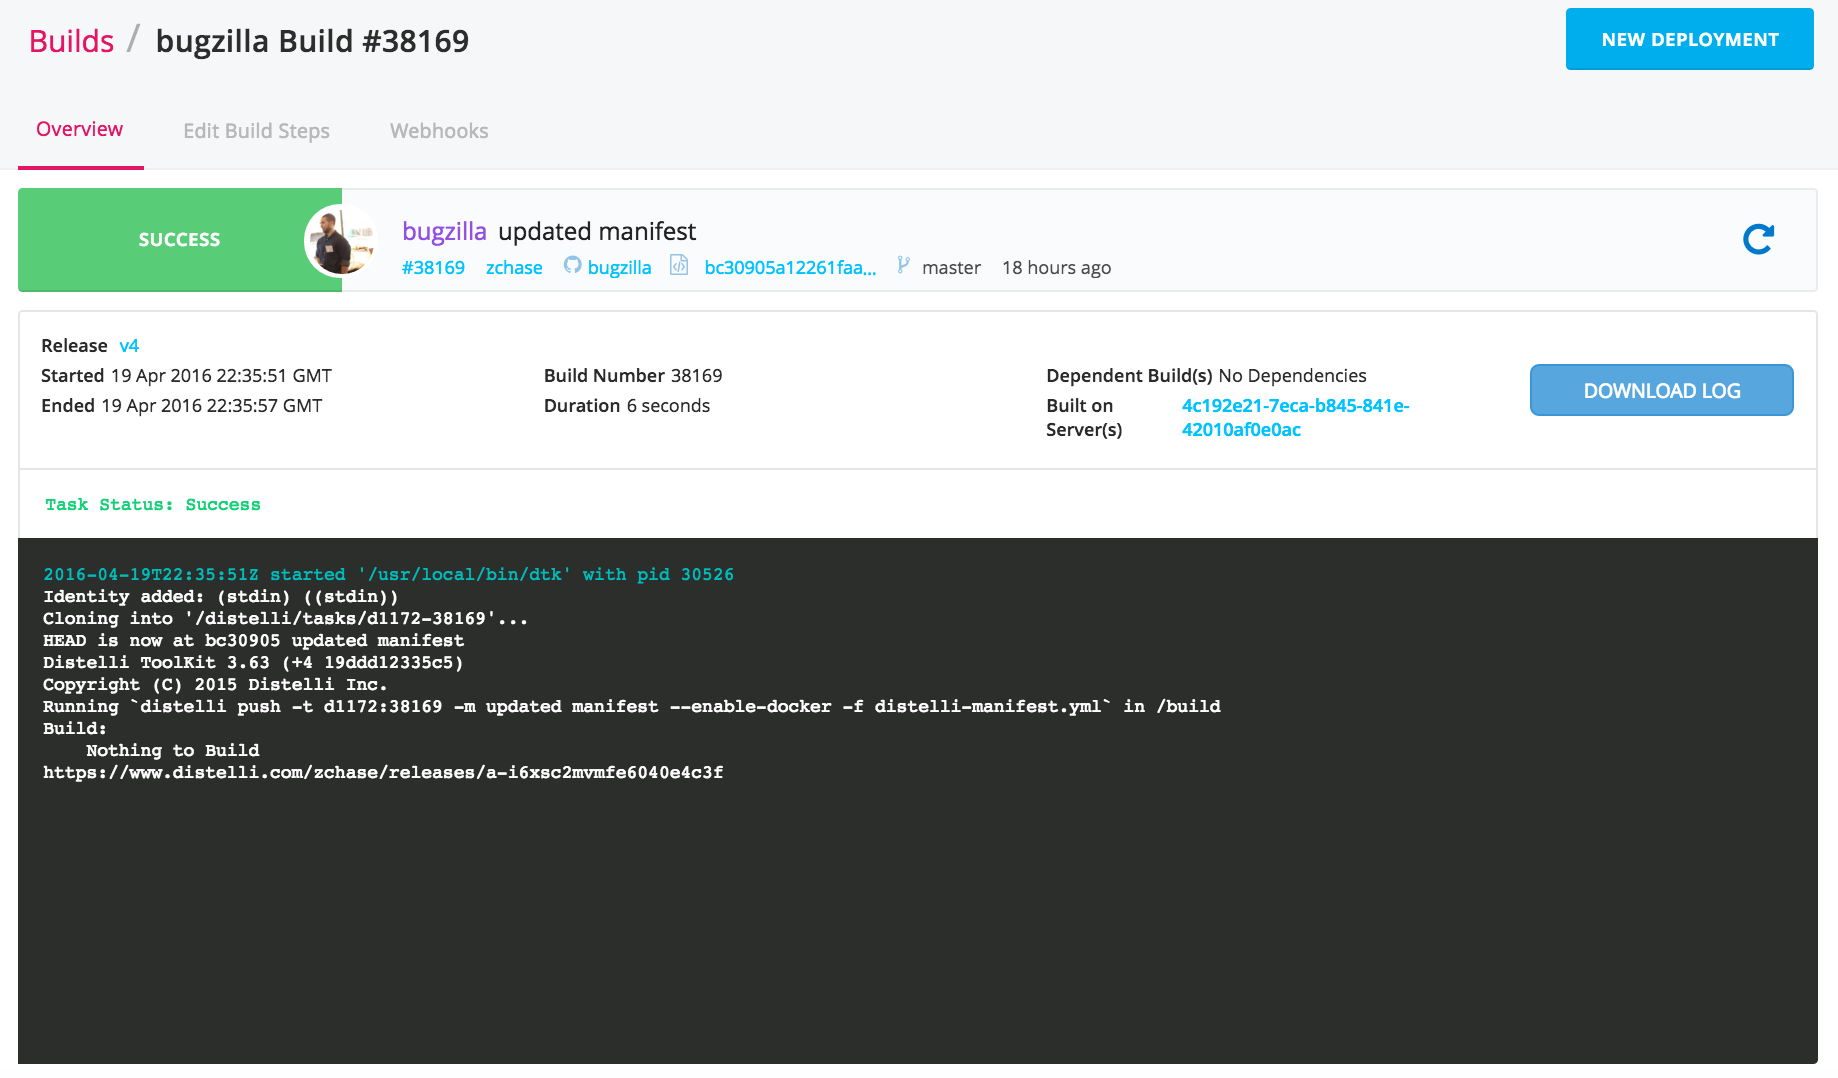 Builds / bugzilla Build #38169
NEW DEPLOYMENT
Overview
Edit Build Steps
Webhooks
SUCCESS
bugzilla updated manifest
#38169 zchase bugzilla bc30905a12261faa... master 18 hours ago
Release v4
Started 19 Apr 2016 22:35:51 GMT
Ended 19 Apr 2016 22:35:57 GMT
Build Number 38169
Duration 6 seconds
Dependent Build(s) No Dependencies
Built on Server(s)
4c192e21-7eca-b845-841e-
42010af0e0ac
DOWNLOAD LOG
Task Status: Success
2016-04-19T22:35:51Z started '/usr/local/bin/dtk' with pid 30526
Identity added: (stdin) ((stdin))
Cloning into '/distelli/tasks/d1172-38169'...
HEAD is now at bc30905 updated manifest
Distelli ToolKit 3.63 (+4 19ddd12335c5)
Copyright (C) 2015 Distelli Inc.
Running `distelli push -t d1172:38169 -m updated manifest --enable-docker -f distelli-manifest.yml` in /build
Build:
    Nothing to Build
https://www.distelli.com/zchase/releases/a-i6xsc2mvmfe6040e4c3f